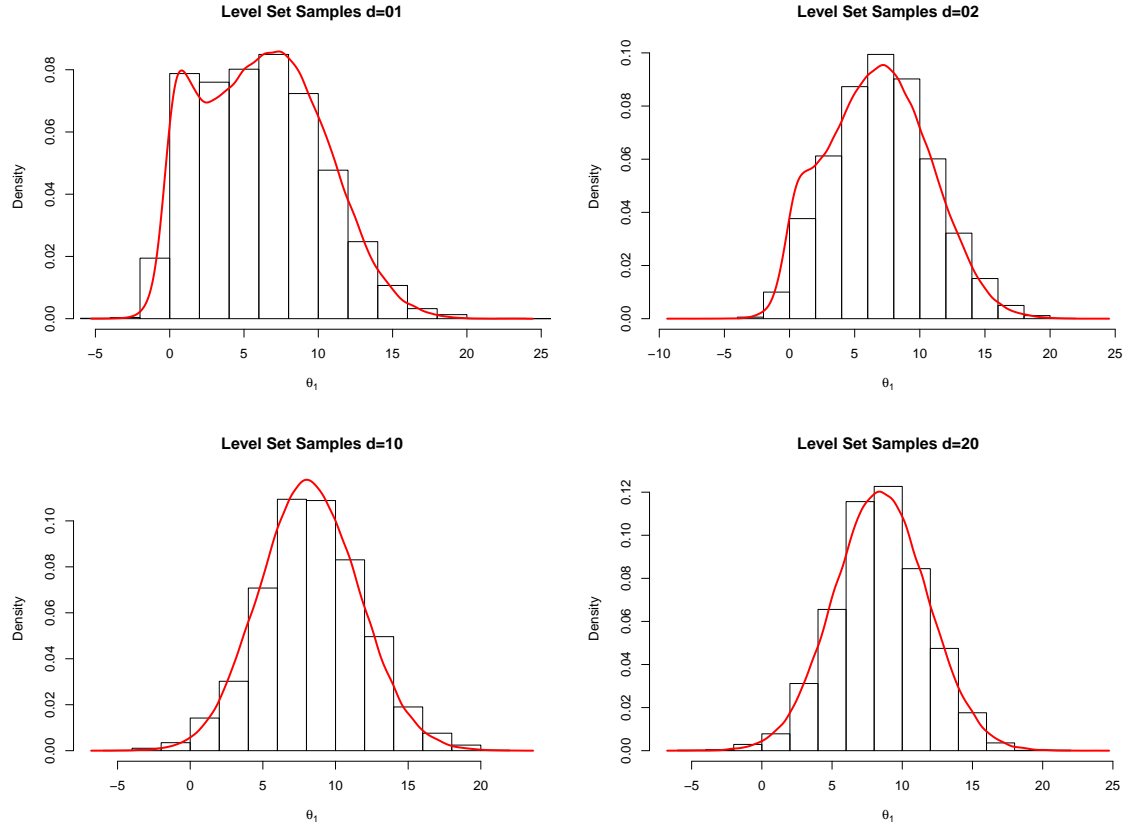 Level Set Samples d=01
Density
0.00 0.02 0.04 0.06 0.08
−5 0 5 10 15 20 25
θ1
Level Set Samples d=02
Density
0.00 0.02 0.04 0.06 0.08 0.10
−10 −5 0 5 10 15 20 25
θ1
Level Set Samples d=10
Density
0.00 0.02 0.04 0.06 0.08 0.10
−5 0 5 10 15 20
θ1
Level Set Samples d=20
Density
0.00 0.02 0.04 0.06 0.08 0.10 0.12
−5 0 5 10 15 20 25
θ1